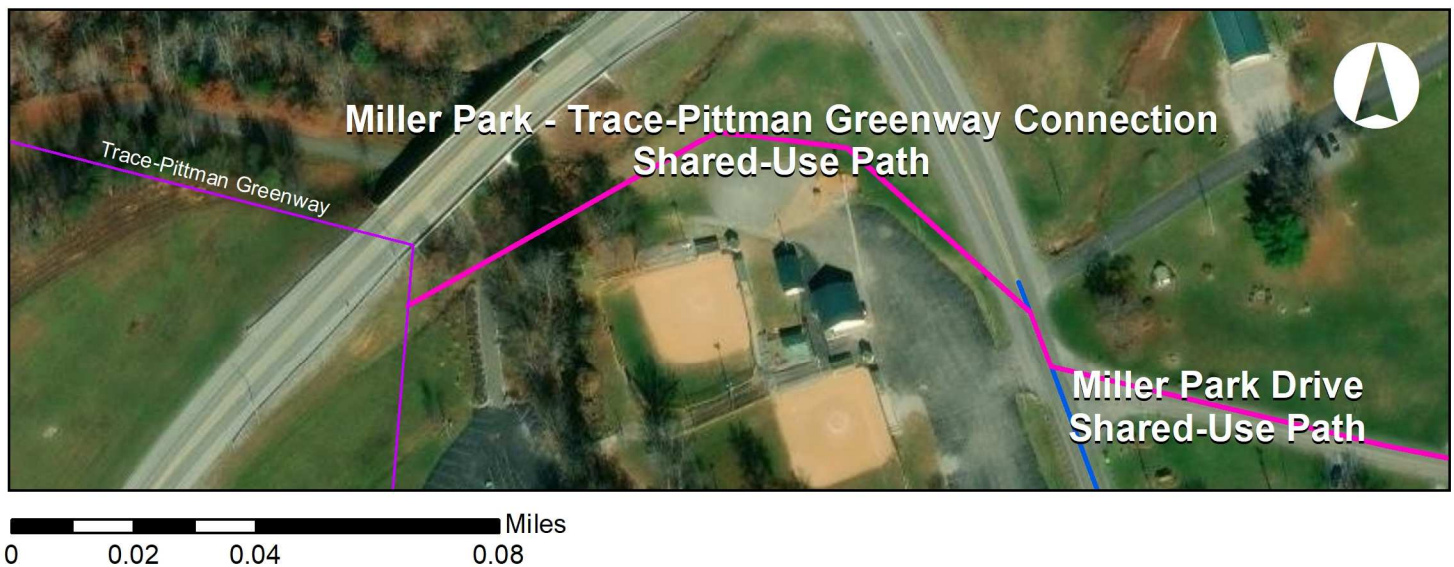 Miller Park - Trace-Pittman Greenway Connection
Shared-Use Path
Trace-Pittman Greenway
Miller Park Drive
Shared-Use Path
Miles
0 0.02 0.04 0.08